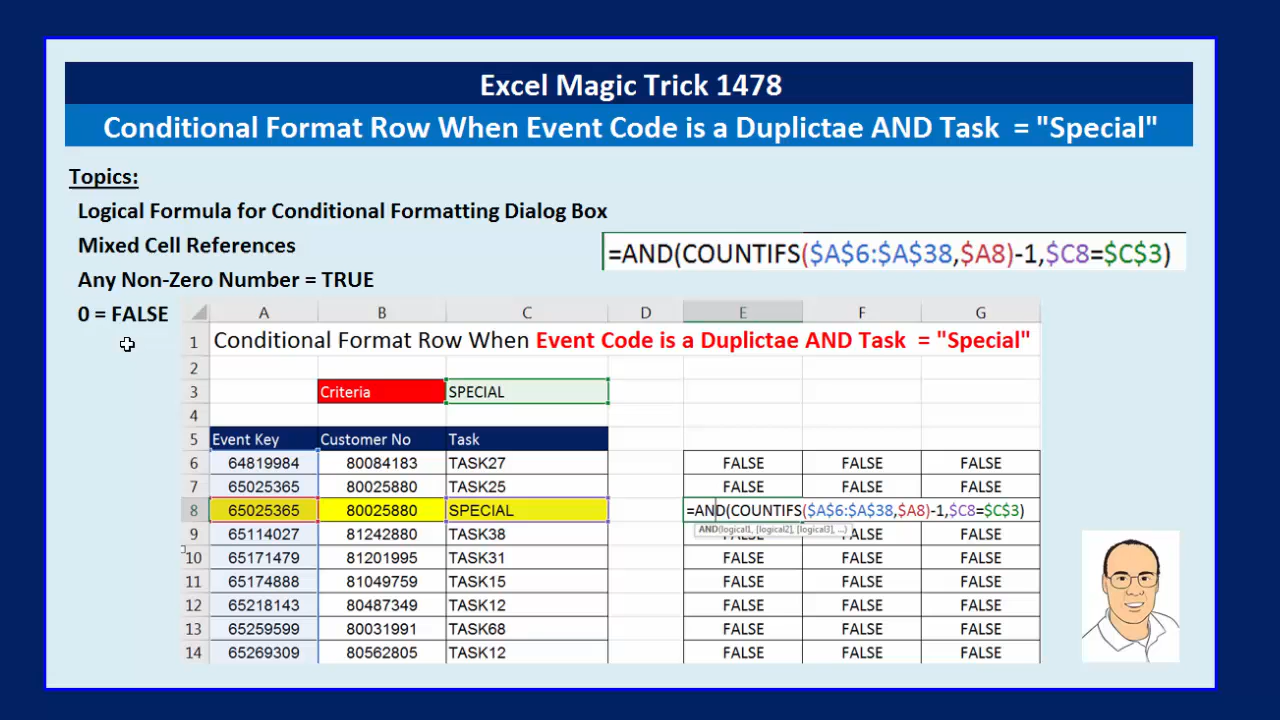 Excel Magic Trick 1478
Conditional Format Row When Event Code is a Duplictae AND Task = "Special"
Topics:
Logical Formula for Conditional Formatting Dialog Box
Mixed Cell References
Any Non-Zero Number = TRUE
0 = FALSE
=AND(COUNTIFS($A$6:$A$38,$A8)-1,$C8=$C$3)
A B C D E F G
1 Conditional Format Row When Event Code is a Duplictae AND Task = "Special"
2
3 Criteria SPECIAL
4
5 Event Key Customer No Task
6 64819984 80084183 TASK27 FALSE FALSE FALSE
7 65025365 80025880 TASK25 FALSE FALSE FALSE
8 65025365 80025880 SPECIAL =AND(COUNTIFS($A$6:$A$38,$A8)-1,$C8=$C$3)
AND(logical1, [logical2], [logical3], ...)
9 65114027 81242880 TASK38 FALSE FALSE FALSE
10 65171479 81201995 TASK31 FALSE FALSE FALSE
11 65174888 81049759 TASK15 FALSE FALSE FALSE
12 65218143 80487349 TASK12 FALSE FALSE FALSE
13 65259599 80031991 TASK68 FALSE FALSE FALSE
14 65269309 80562805 TASK12 FALSE FALSE FALSE